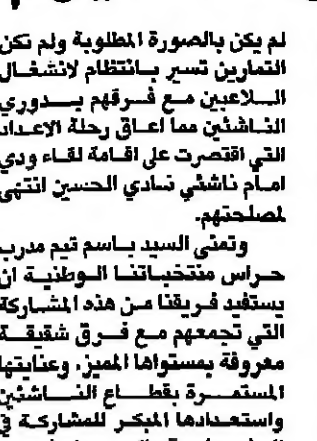 لم يكن بالصورة المطلوبة ولم تكن
التمارين تسير بانتظام لانشغال
اللاعبين مع فرقهم بدوري
الناشئين مما اعاق رحلة الاعداد
التي اقتصرت على اقامة لقاء ودي
امام ناشئي نادي الحسين انتهى
لمصلحتهم.
وتمنى السيد باسم تيم مدرب
حراس منتخباتنا الوطنية ان
يستفيد فريقنا من هذه المشاركة
التي تجمعهم مع فرق شقيقة
معروفة بمستواها المميز، وعنايتها
المستمرة بقطاع الناشئين
واستعدادها المبكر للمشاركة في